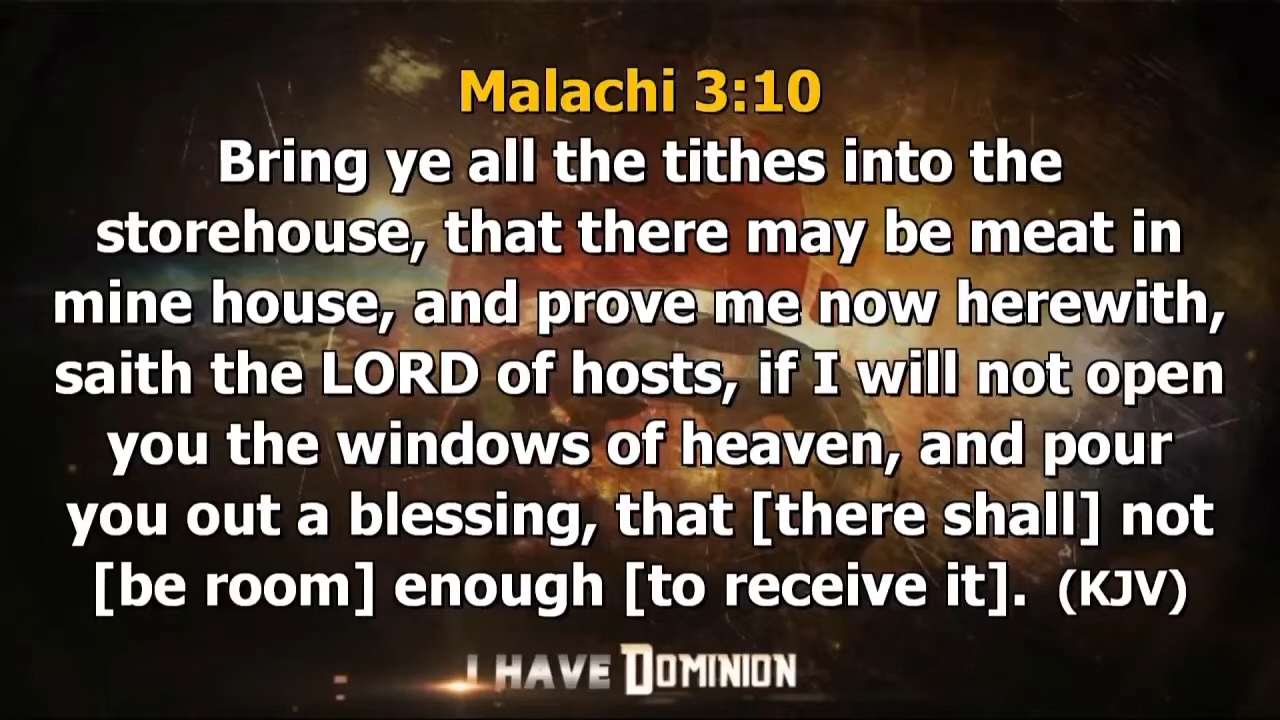 Malachi 3:10
Bring ye all the tithes into the
storehouse, that there may be meat in
mine house, and prove me now herewith,
saith the LORD of hosts, if I will not open
you the windows of heaven, and pour
you out a blessing, that [there shall] not
[be room] enough [to receive it]. (KJV)
I HAVE DOMINION